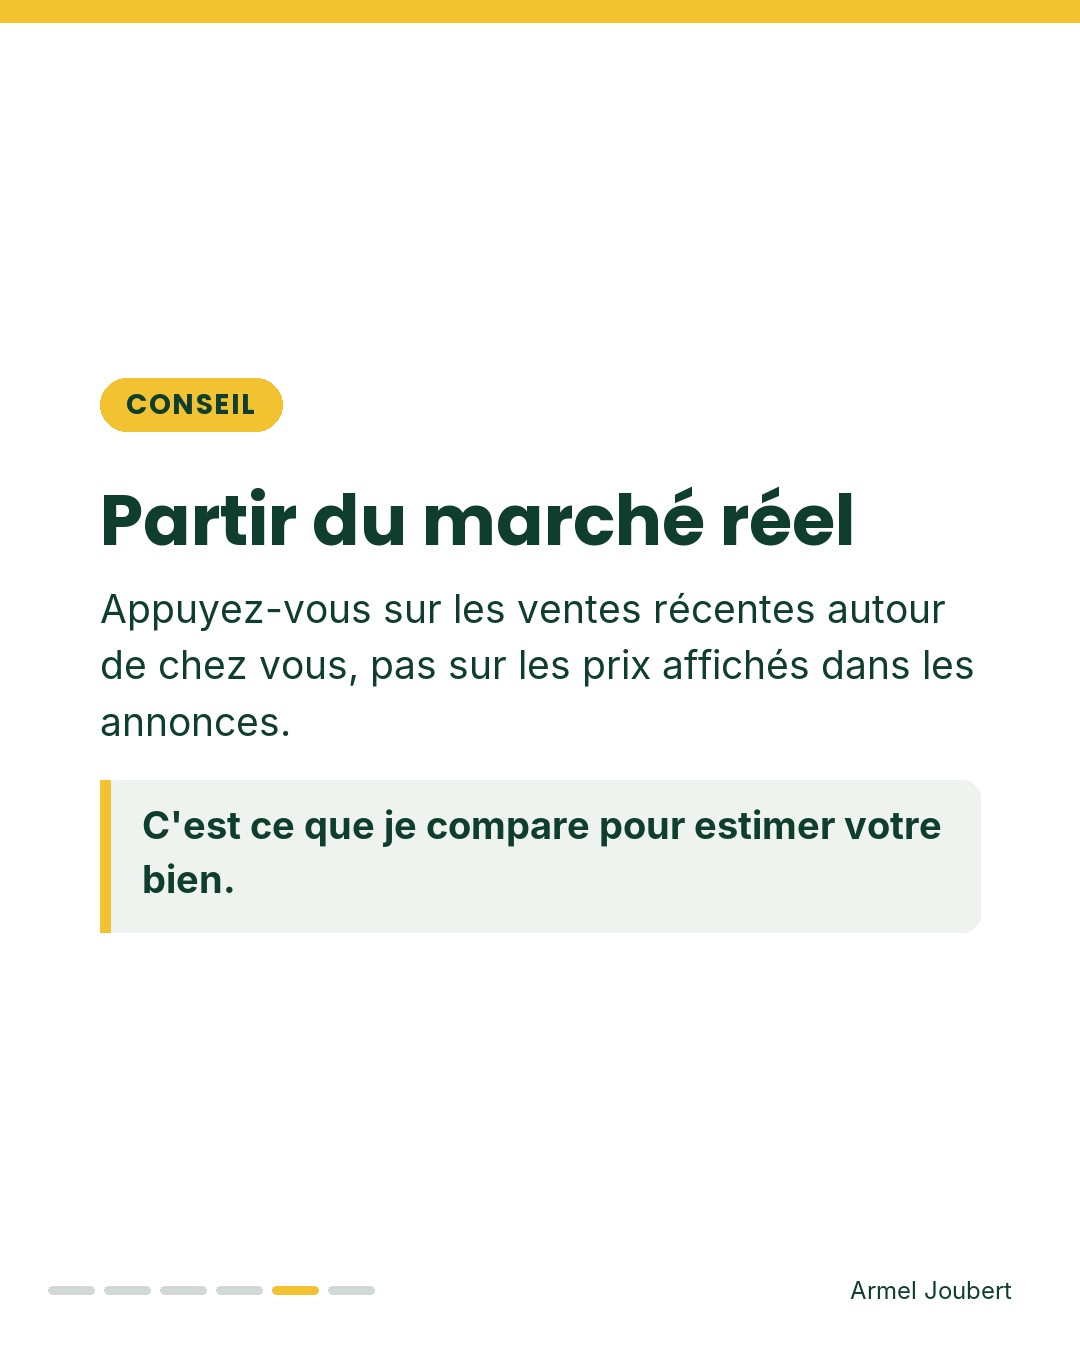 CONSEIL
Partir du marché réel
Appuyez-vous sur les ventes récentes autour
de chez vous, pas sur les prix affichés dans les
annonces.
C'est ce que je compare pour estimer votre
bien.
Armel Joubert